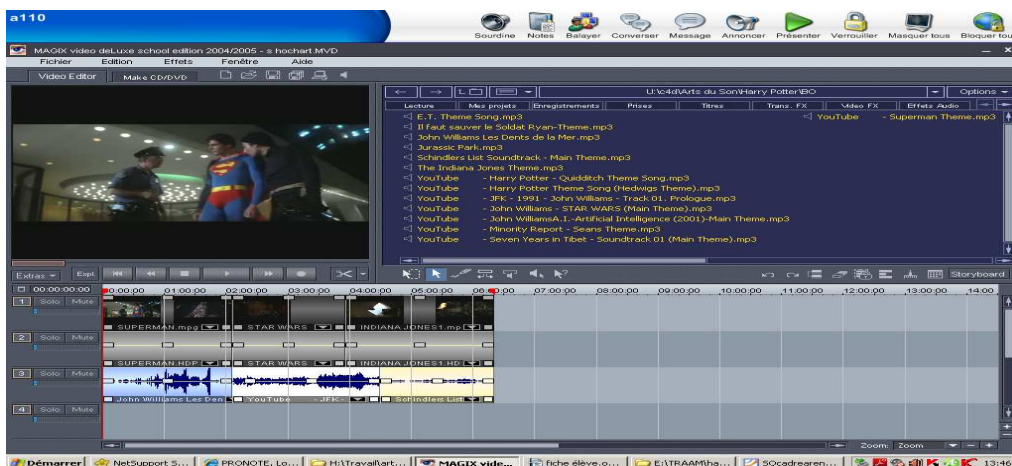 a110
Sourdine Notes Balayer Converser Message Annoncer Présenter Verrouiller Masquer tous Bloquer tou
MAGIX video deLuxe school edition 2004/2005 - s hochart.MVD
Fichier Edition Effets Fenêtre Aide
Video Editor Make CD/DVD
U:\c4d\Arts du Son\Harry Potter\BO Options
Lecture Mes projets Enregistrements Prises Titres Trans. FX Video FX Effets Audio
E.T. Theme Song.mp3 YouTube - Superman Theme.mp3
Il faut sauver le Soldat Ryan-Theme.mp3
John Williams Les Dents de la Mer.mp3
Jurassic Park.mp3
Schindlers List Soundtrack - Main Theme.mp3
The Indiana Jones Theme.mp3
YouTube - Harry Potter - Quidditch Theme Song.mp3
YouTube - Harry Potter Theme Song (Hedwigs Theme).mp3
YouTube - JFK - 1991 - John Williams - Track 01. Prologue.mp3
YouTube - John Williams - STAR WARS (Main Theme).mp3
YouTube - John WilliamsA.I.-Artificial Intelligence (2001)-Main Theme.mp3
YouTube - Minority Report - Seans Theme.mp3
YouTube - Seven Years in Tibet - Soundtrack 01 (Main Theme).mp3
Extras Expl. Storyboard
00:00:00:00 0:00:00 01:00:00 02:00:00 03:00:00 04:00:00 05:00:00 06:00:00 07:00:00 08:00:00 09:00:00 10:00:00 11:00:00 12:00:00 13:00:00 14:00
1 Solo Mute
SUPERMAN.mpg STAR WARS INDIANA JONES1.mp
2 Solo Mute
SUPERMAN.HDP STAR WARS INDIANA JONES1.HD
3 Solo Mute
John Williams Les Den YouTube - JFK - Schindlers List
4 Solo Mute
Zoom: Zoom
Démarrer NetSupport S... PRONOTE, Lo... H:\Travail\art... MAGIX vide... fiche élève.o... E:\TRAAM\ha... SOcadrearen... 13:46